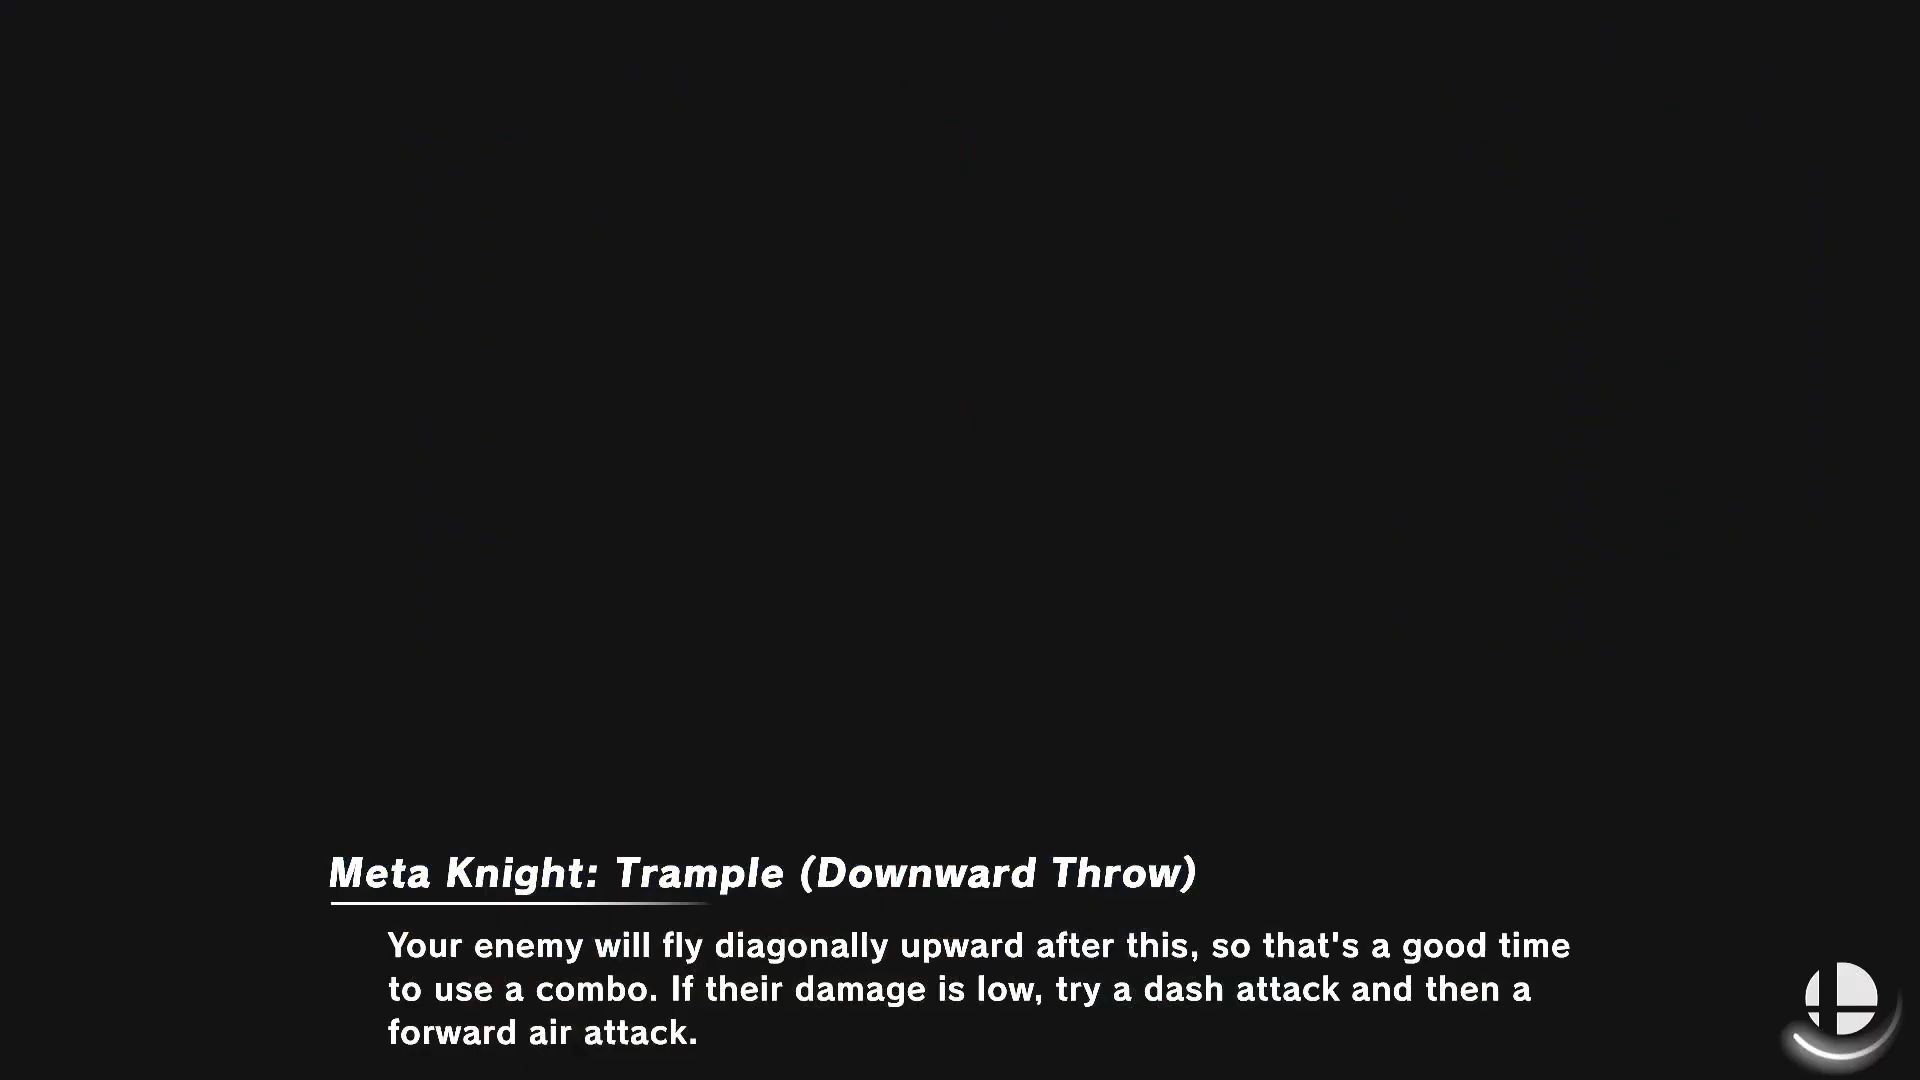 Meta Knight: Trample (Downward Throw)
Your enemy will fly diagonally upward after this, so that's a good time
to use a combo. If their damage is low, try a dash attack and then a
forward air attack.